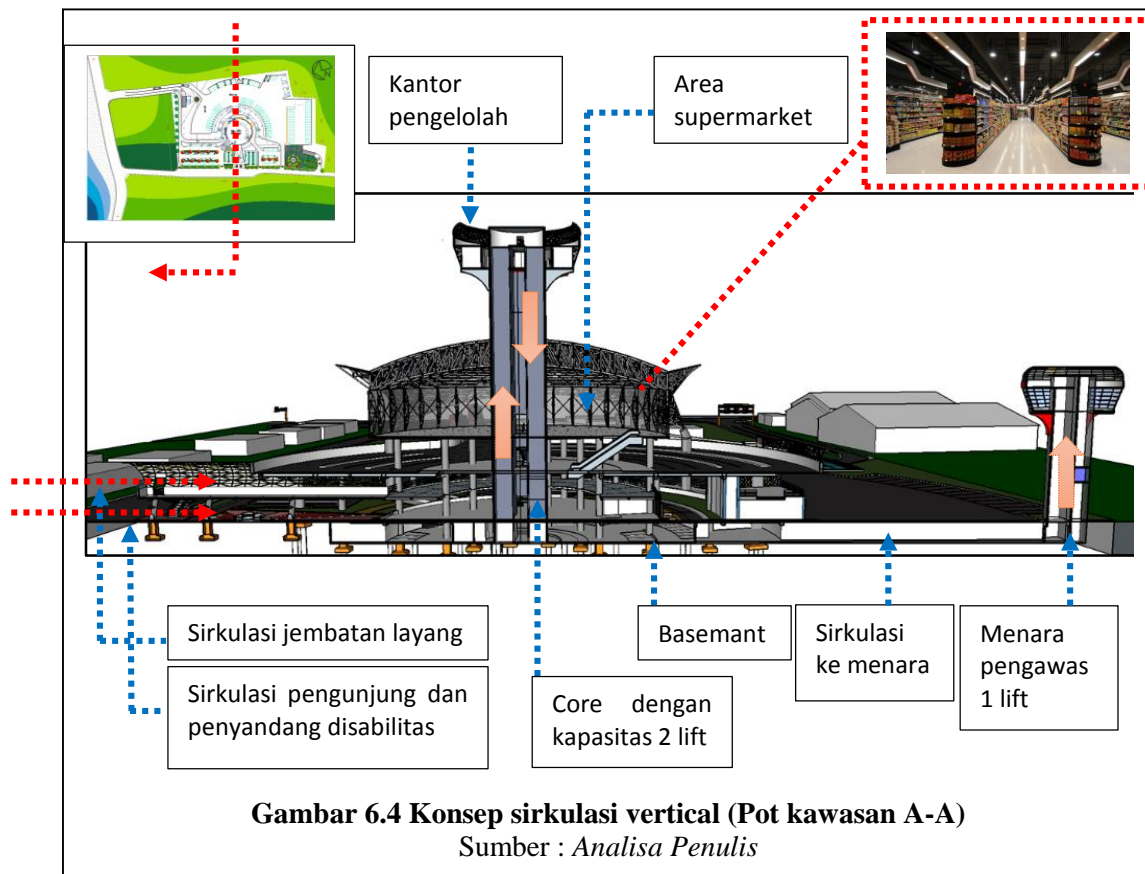 Kantor
pengelolah
Area
supermarket
Sirkulasi jembatan layang
Sirkulasi pengunjung dan
penyandang disabilitas
Core dengan
kapasitas 2 lift
Basemant
Sirkulasi
ke menara
Menara
pengawas
1 lift
Gambar 6.4 Konsep sirkulasi vertical (Pot kawasan A-A)
Sumber : Analisa Penulis